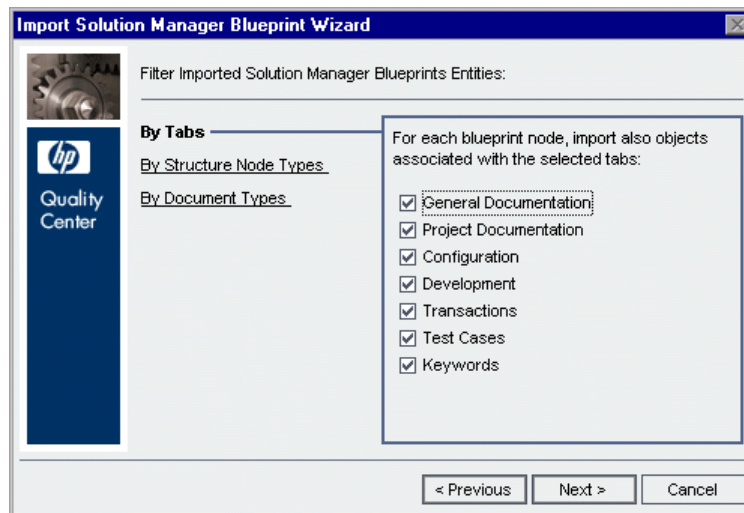 Import Solution Manager Blueprint Wizard
Filter Imported Solution Manager Blueprints Entities:
hp
Quality
Center
By Tabs
By Structure Node Types
By Document Types
For each blueprint node, import also objects
associated with the selected tabs:
General Documentation
Project Documentation
Configuration
Development
Transactions
Test Cases
Keywords
< Previous
Next >
Cancel